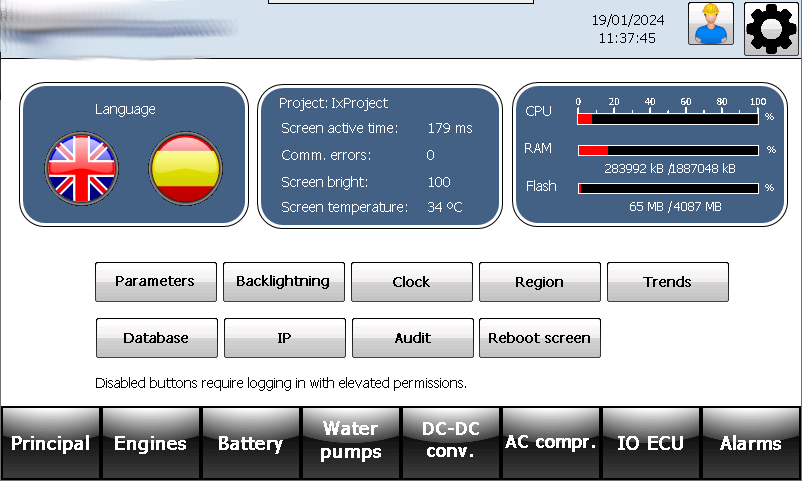 19/01/2024
11:37:45
Language
Project: IxProject
Screen active time: 179 ms
Comm. errors: 0
Screen bright: 100
Screen temperature: 34 ºC
0 20 40 60 80 100
CPU %
RAM %
283992 kB /1887048 kB
Flash %
65 MB /4087 MB
Parameters Backlightning Clock Region Trends
Database IP Audit Reboot screen
Disabled buttons require logging in with elevated permissions.
Principal Engines Battery Water pumps DC-DC conv. AC compr. IO ECU Alarms